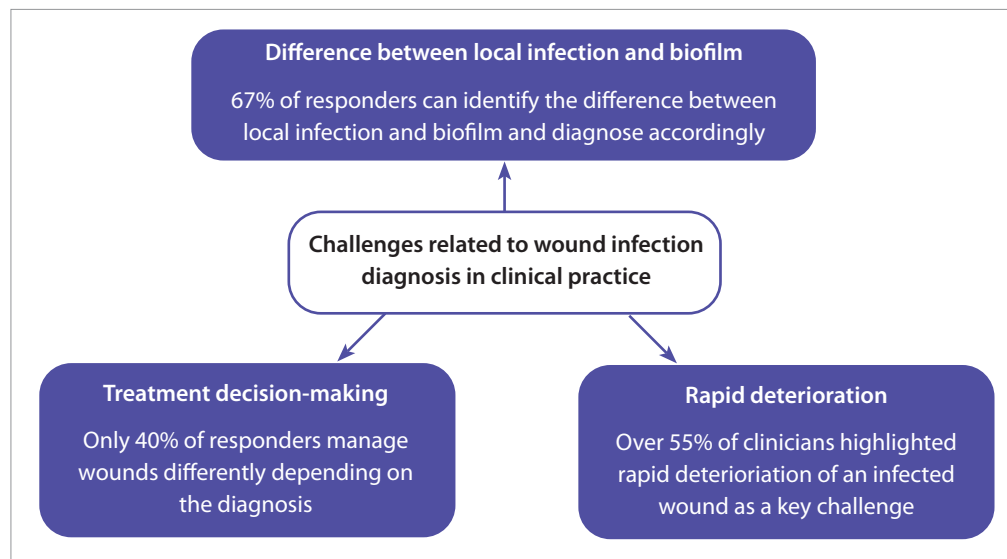 Difference between local infection and biofilm
67% of responders can identify the difference between
local infection and biofilm and diagnose accordingly
Challenges related to wound infection
diagnosis in clinical practice
Treatment decision-making
Only 40% of responders manage
wounds differently depending on
the diagnosis
Rapid deterioration
Over 55% of clinicians highlighted
rapid deterioriation of an infected
wound as a key challenge